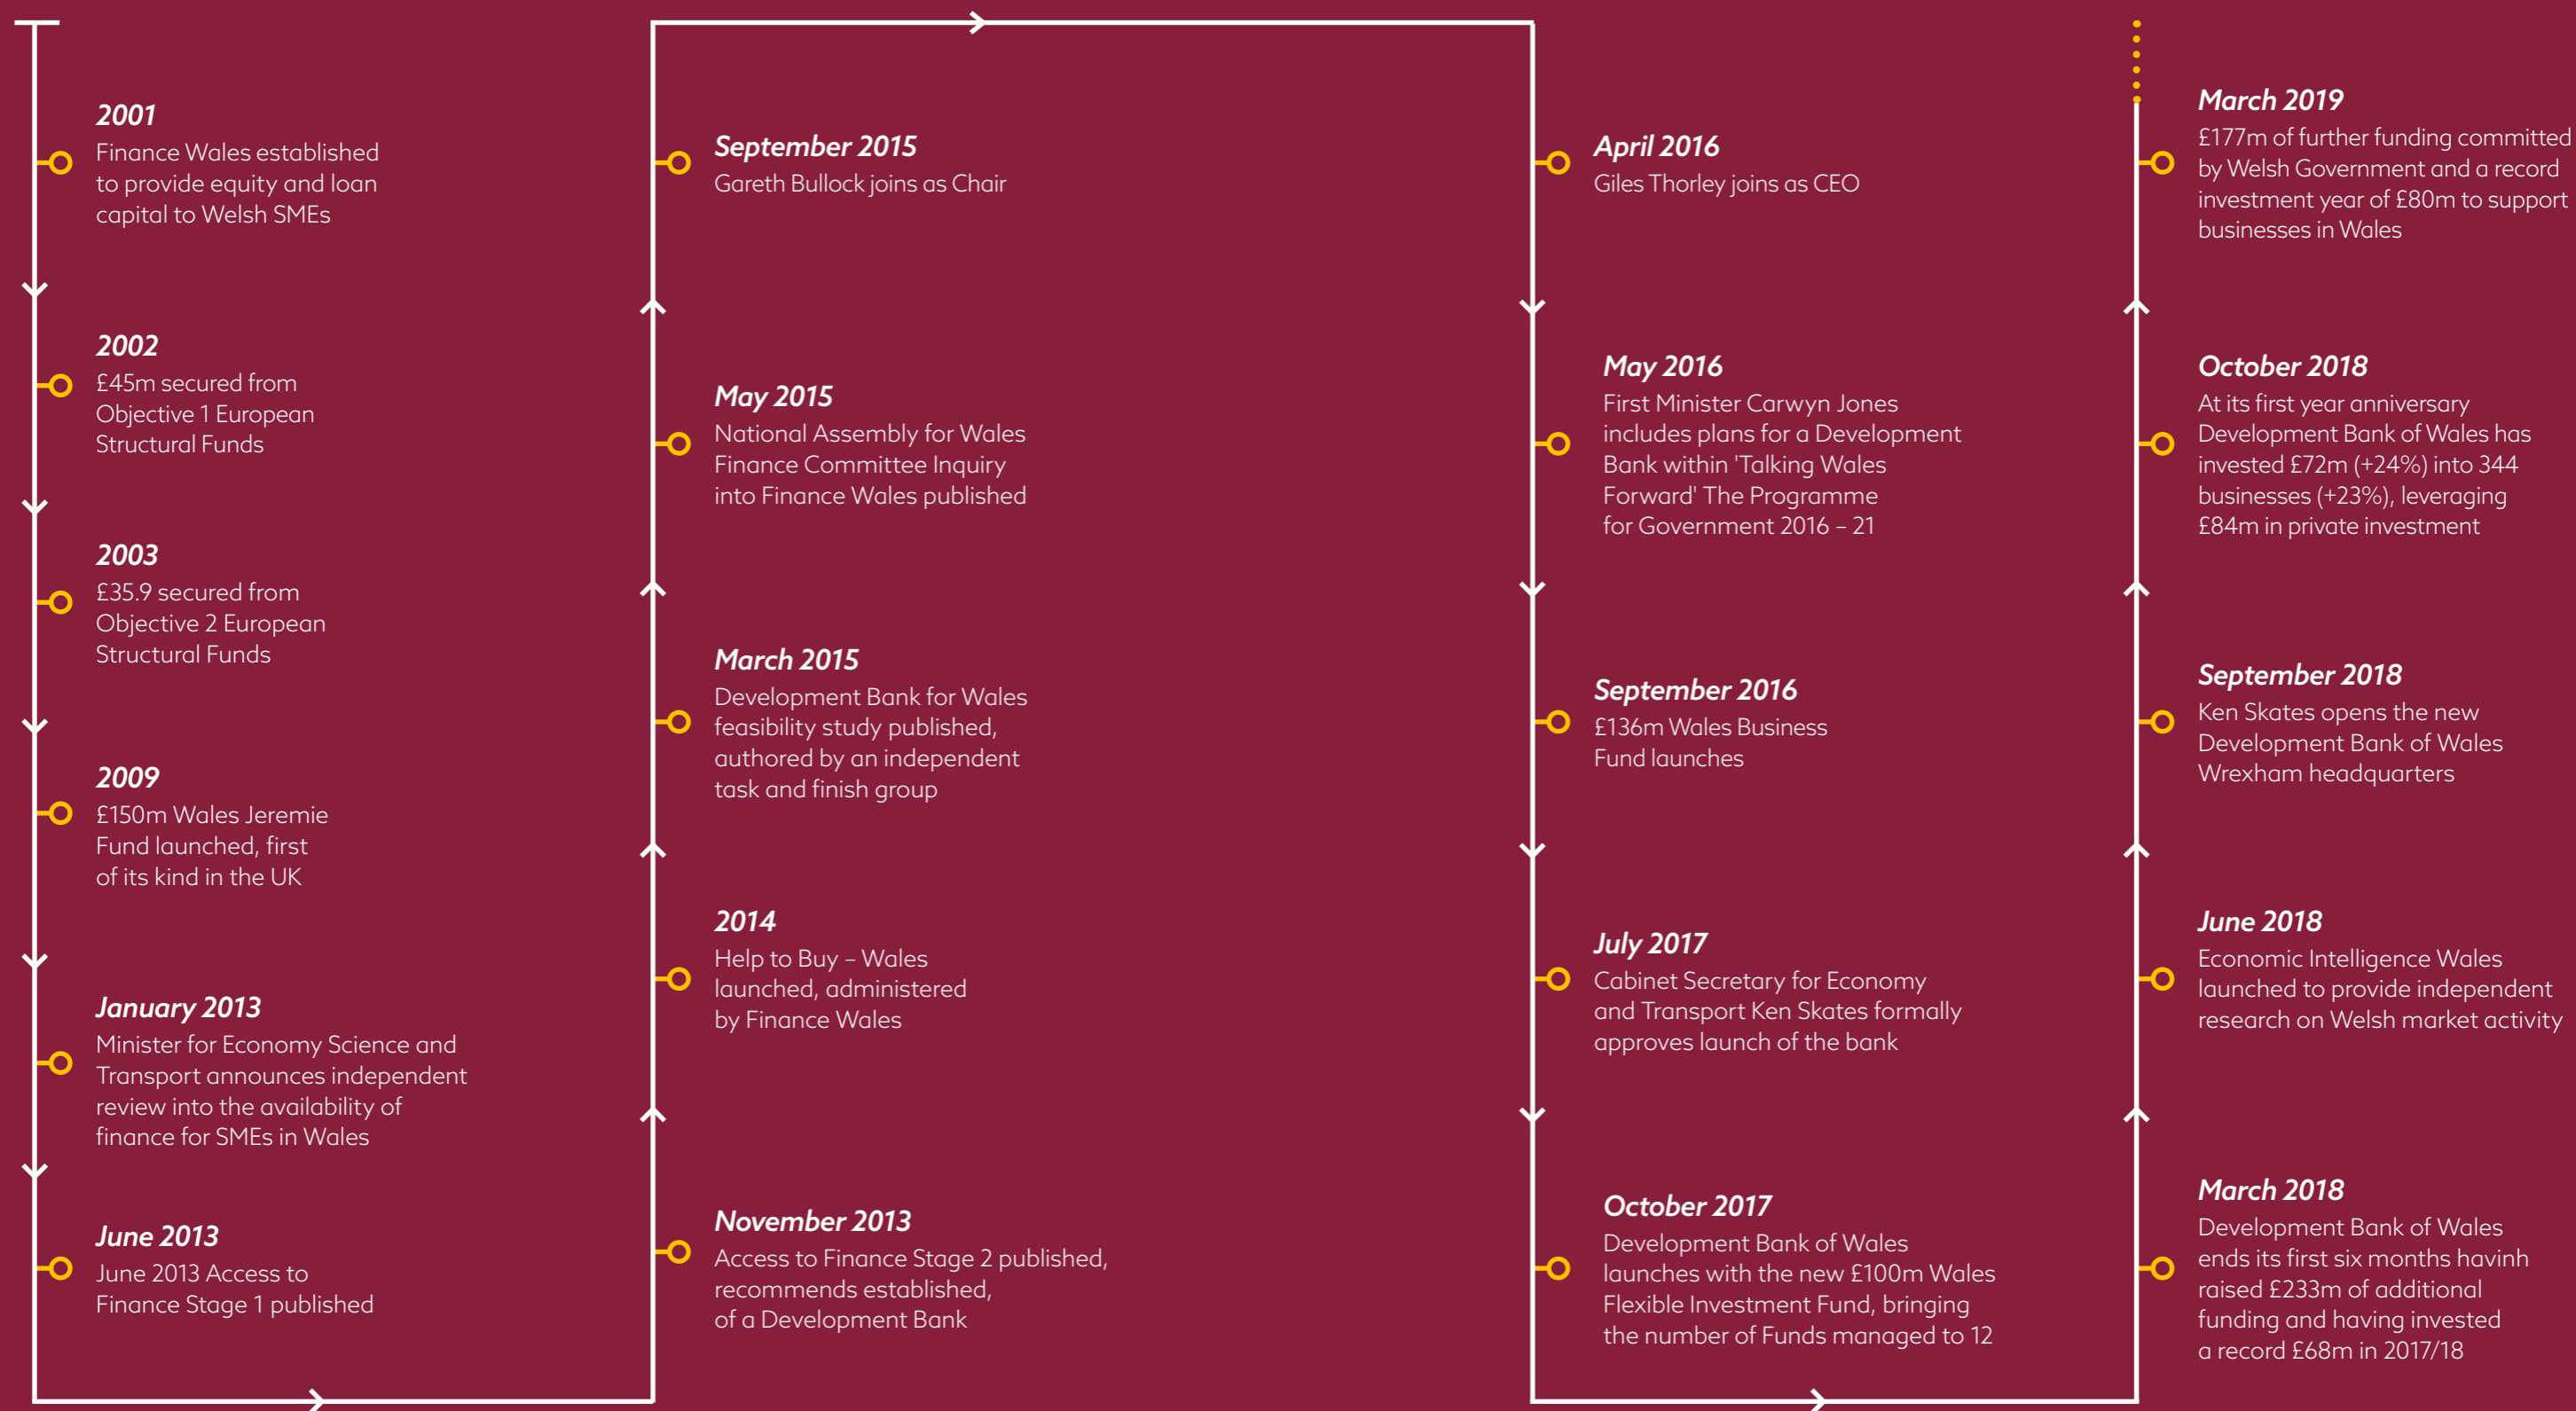 2001
Finance Wales established
to provide equity and loan
capital to Welsh SMEs
2002
£45m secured from
Objective 1 European
Structural Funds
2003
£35.9 secured from
Objective 2 European
Structural Funds
2009
£150m Wales Jeremie
Fund launched, first
of its kind in the UK
January 2013
Minister for Economy Science and
Transport announces independent
review into the availability of
finance for SMEs in Wales
June 2013
June 2013 Access to
Finance Stage 1 published
November 2013
Access to Finance Stage 2 published,
recommends established,
of a Development Bank
2014
Help to Buy – Wales
launched, administered
by Finance Wales
March 2015
Development Bank for Wales
feasibility study published,
authored by an independent
task and finish group
May 2015
National Assembly for Wales
Finance Committee Inquiry
into Finance Wales published
September 2015
Gareth Bullock joins as Chair
April 2016
Giles Thorley joins as CEO
May 2016
First Minister Carwyn Jones
includes plans for a Development
Bank within 'Talking Wales
Forward' The Programme
for Government 2016 – 21
September 2016
£136m Wales Business
Fund launches
July 2017
Cabinet Secretary for Economy
and Transport Ken Skates formally
approves launch of the bank
October 2017
Development Bank of Wales
launches with the new £100m Wales
Flexible Investment Fund, bringing
the number of Funds managed to 12
March 2018
Development Bank of Wales
ends its first six months havinh
raised £233m of additional
funding and having invested
a record £68m in 2017/18
June 2018
Economic Intelligence Wales
launched to provide independent
research on Welsh market activity
September 2018
Ken Skates opens the new
Development Bank of Wales
Wrexham headquarters
October 2018
At its first year anniversary
Development Bank of Wales has
invested £72m (+24%) into 344
businesses (+23%), leveraging
£84m in private investment
March 2019
£177m of further funding committed
by Welsh Government and a record
investment year of £80m to support
businesses in Wales